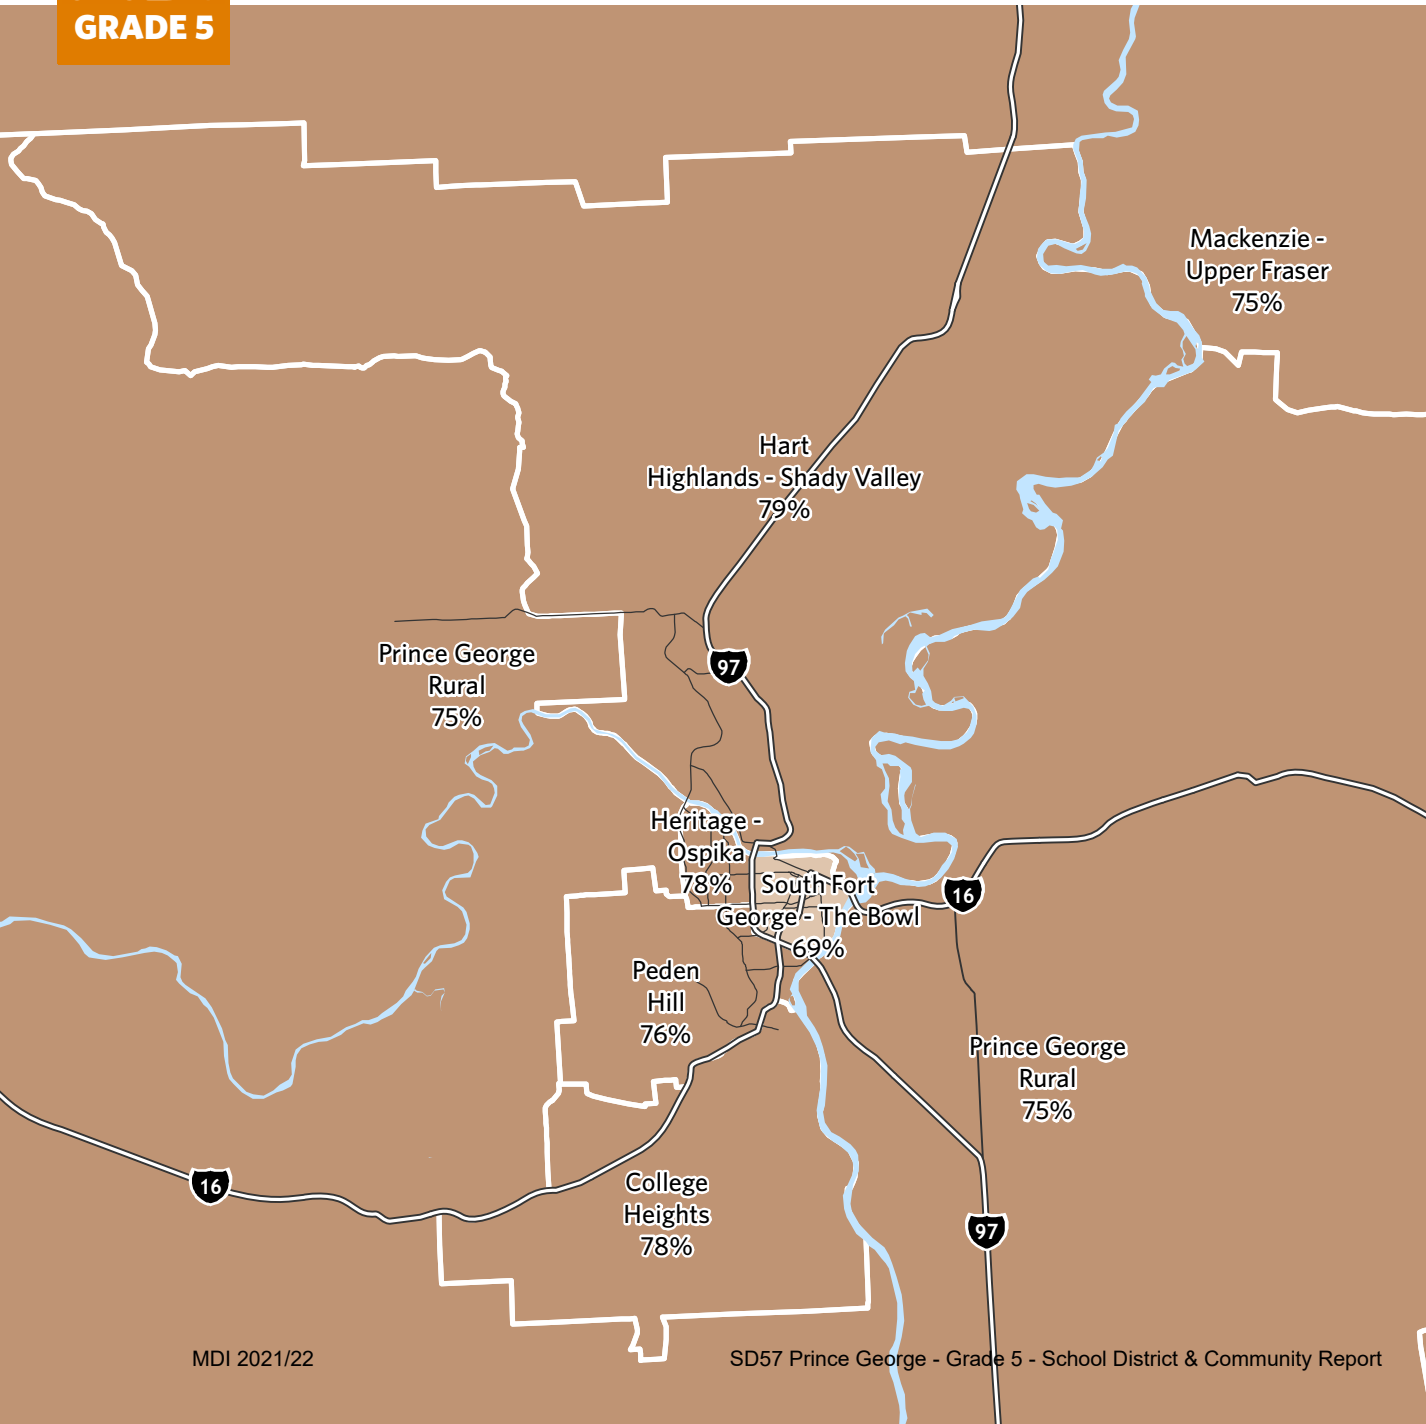 GRADE 5
Mackenzie -
Upper Fraser
75%
Hart
Highlands - Shady Valley
79%
Prince George
Rural
75%
97
Heritage -
Ospika
78%
South Fort
George - The Bowl
69%
16
Peden
Hill
76%
Prince George
Rural
75%
16
College
Heights
78%
97
MDI 2021/22
SD57 Prince George - Grade 5 - School District & Community Report